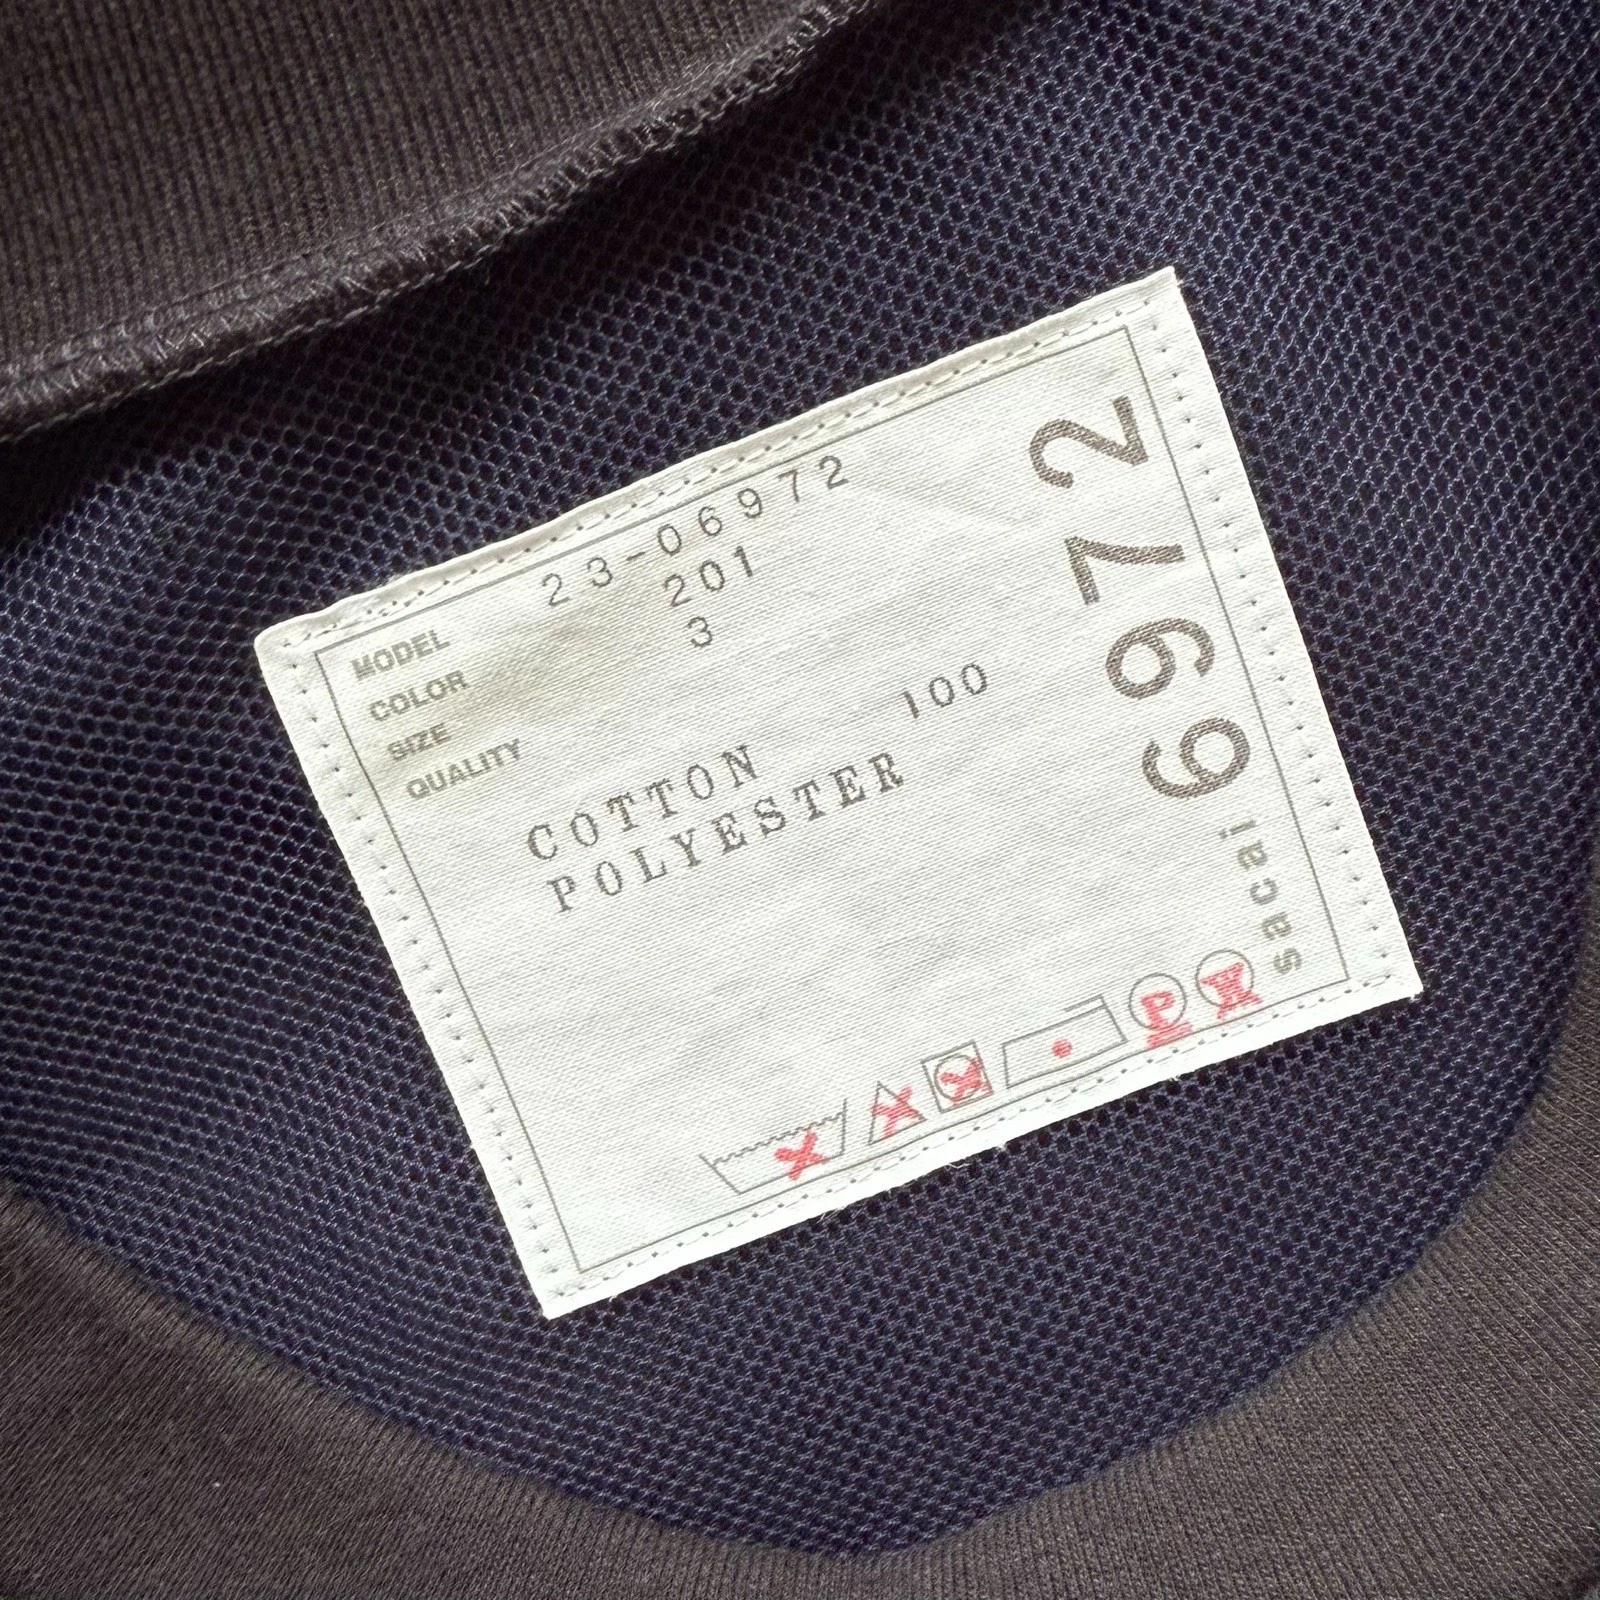 MODEL 23-06972
COLOR 201
SIZE 3
QUALITY
COTTON 100
POLYESTER
6972
sacai
P
W